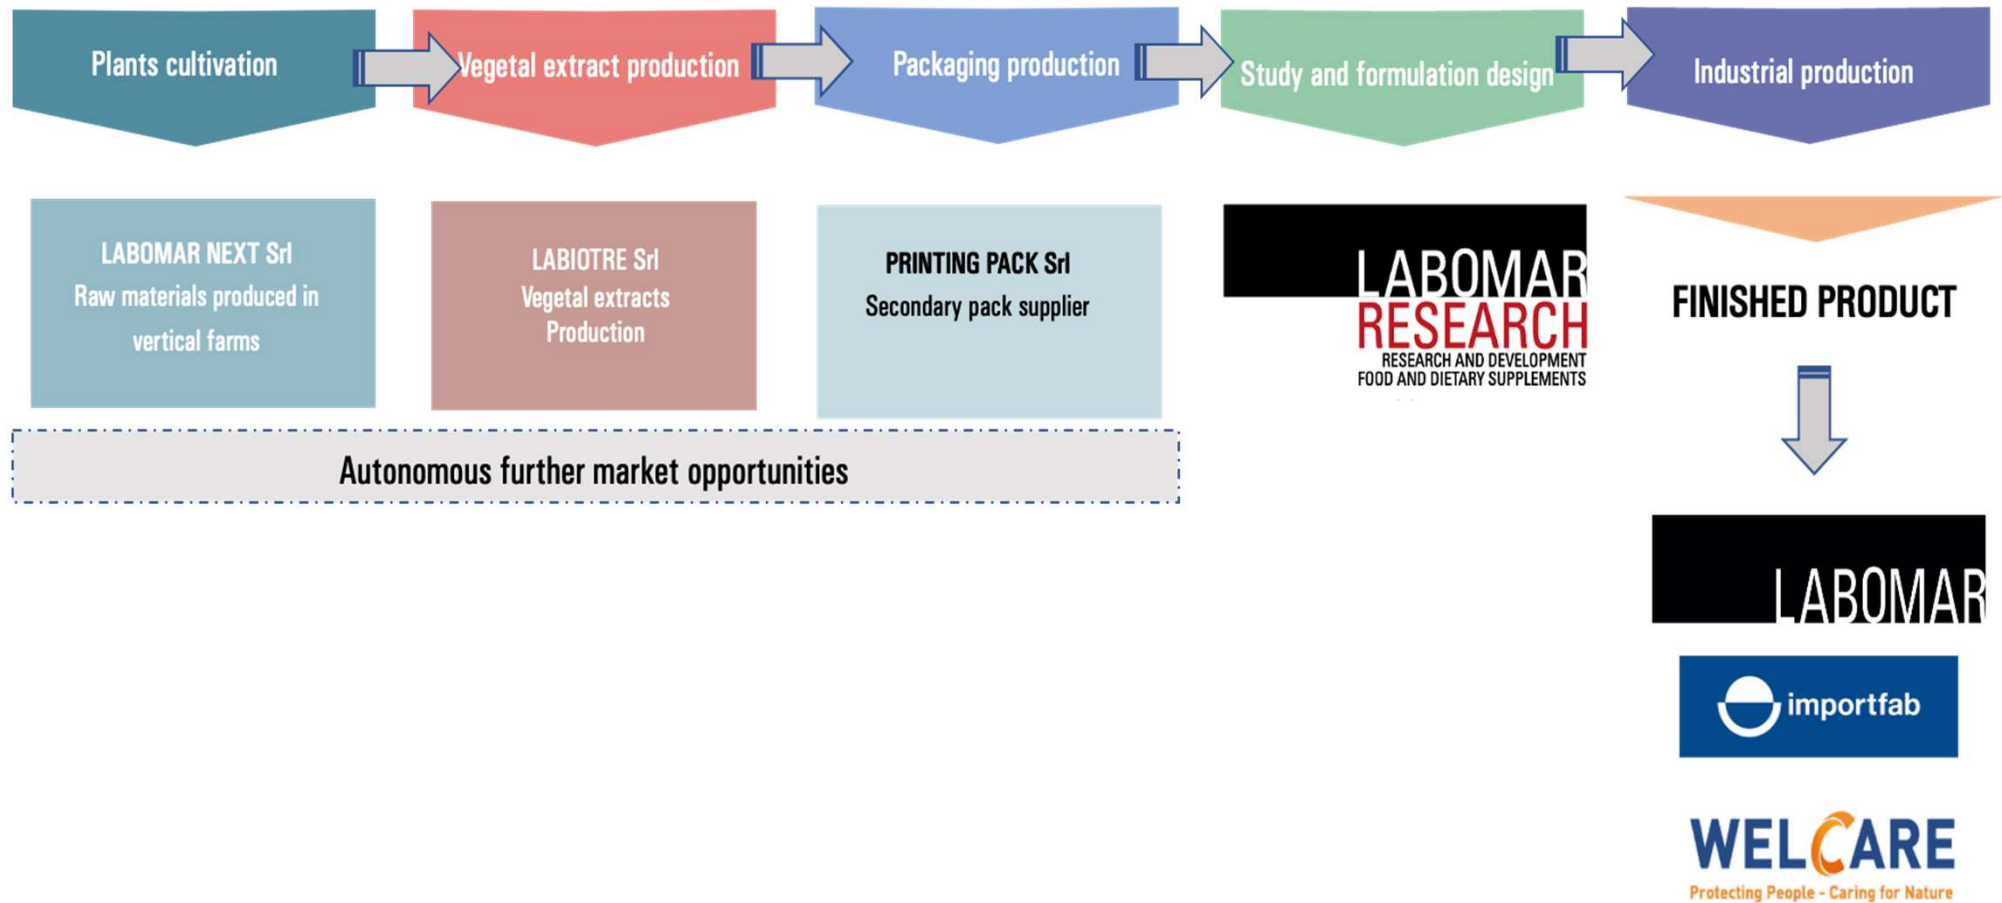 Plants cultivation
Vegetal extract production
Packaging production
Study and formulation design
Industrial production
LABOMAR NEXT Srl
Raw materials produced in
vertical farms
LABIOTRE Srl
Vegetal extracts
Production
PRINTING PACK Srl
Secondary pack supplier
LABOMAR
RESEARCH
RESEARCH AND DEVELOPMENT
FOOD AND DIETARY SUPPLEMENTS
FINISHED PRODUCT
Autonomous further market opportunities
LABOMAR
importfab
WELCARE
Protecting People - Caring for Nature